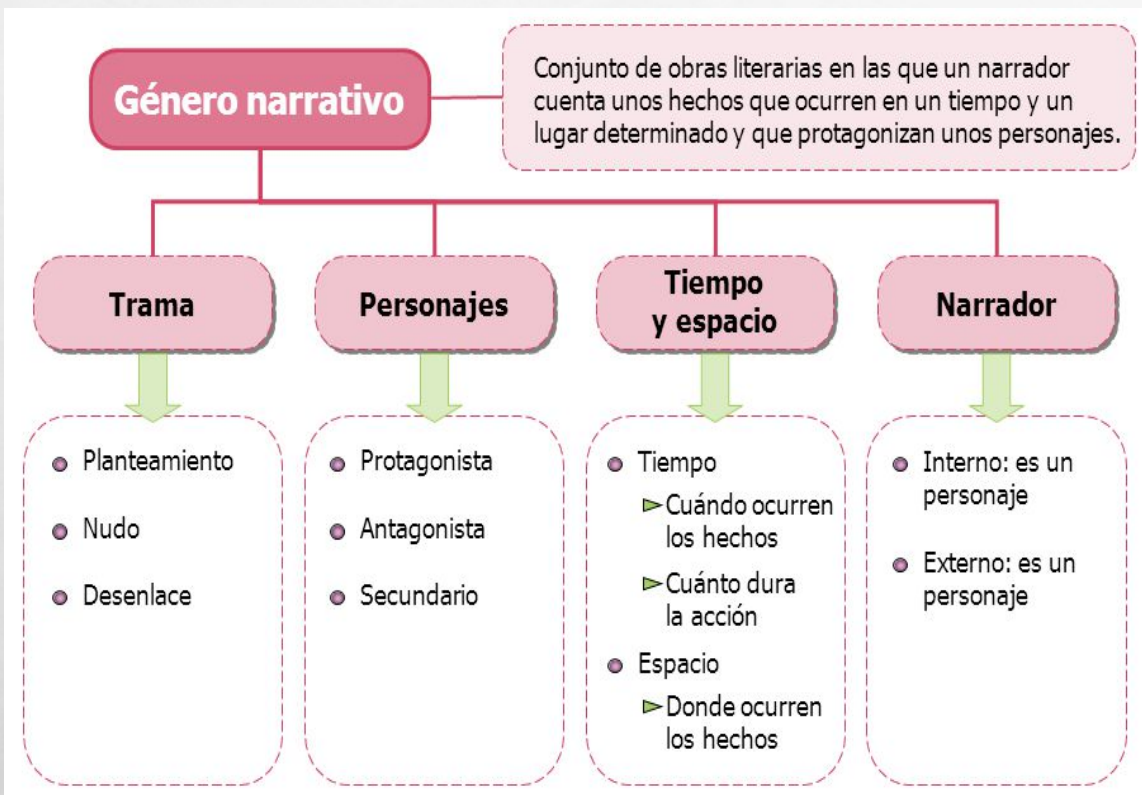 Género narrativo
Conjunto de obras literarias en las que un narrador
cuenta unos hechos que ocurren en un tiempo y un
lugar determinado y que protagonizan unos personajes.
Trama
Planteamiento
Nudo
Desenlace
Personajes
Protagonista
Antagonista
Secundario
Tiempo
y espacio
Tiempo
Cuándo ocurren
los hechos
Cuánto dura
la acción
Espacio
Donde ocurren
los hechos
Narrador
Interno: es un
personaje
Externo: es un
personaje